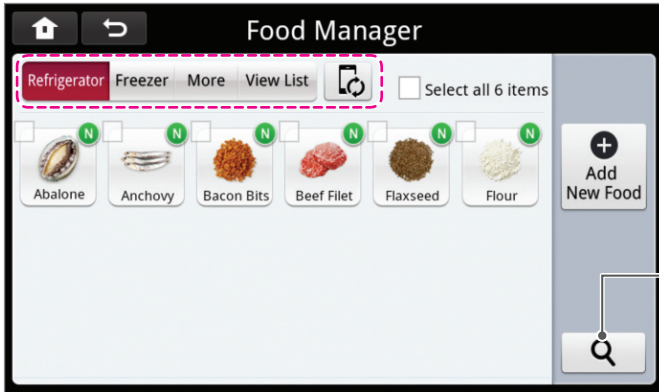 Food Manager
Refrigerator Freezer More View List
Select all 6 items
N N N N N N
Abalone Anchovy Bacon Bits Beef Filet Flaxseed Flour
Add
New Food